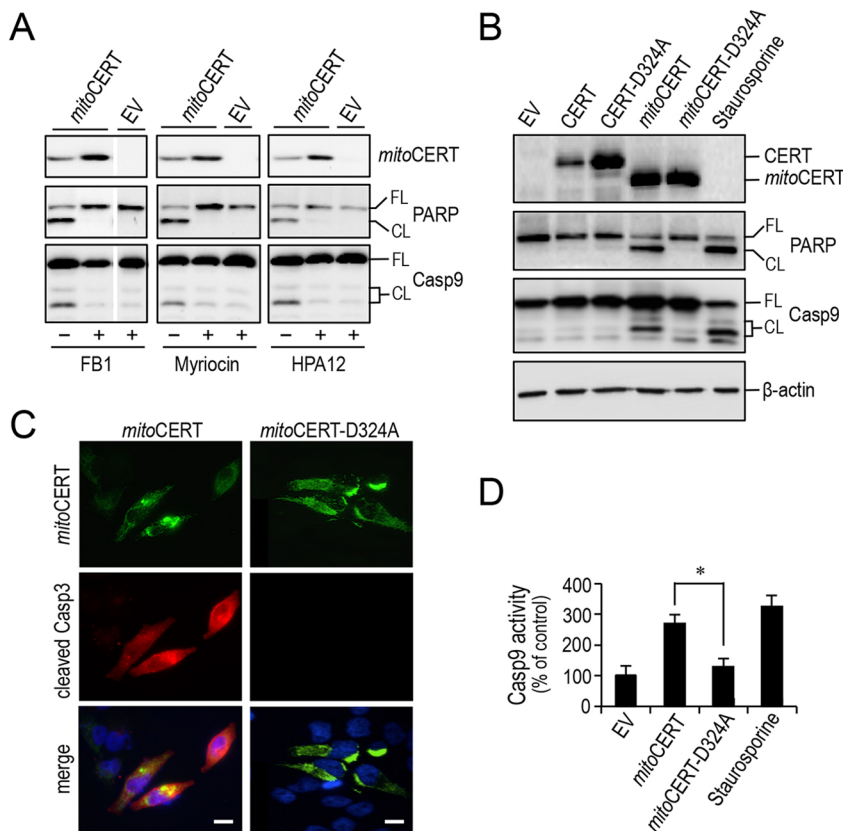 A
mitoCERT
EV
mitoCERT
EV
mitoCERT
EV
mitoCERT
FL
PARP
CL
FL
Casp9
CL
– + + – + + – + +
FB1 Myriocin HPA12
B
EV
CERT
CERT-D324A
mitoCERT
mitoCERT-D324A
Staurosporine
CERT
mitoCERT
FL
PARP
CL
FL
Casp9
CL
β-actin
C
mitoCERT mitoCERT-D324A
mitoCERT
cleaved Casp3
merge
D
Casp9 activity
(% of control)
400
300
200
100
0
*
EV
mitoCERT
mitoCERT-D324A
Staurosporine